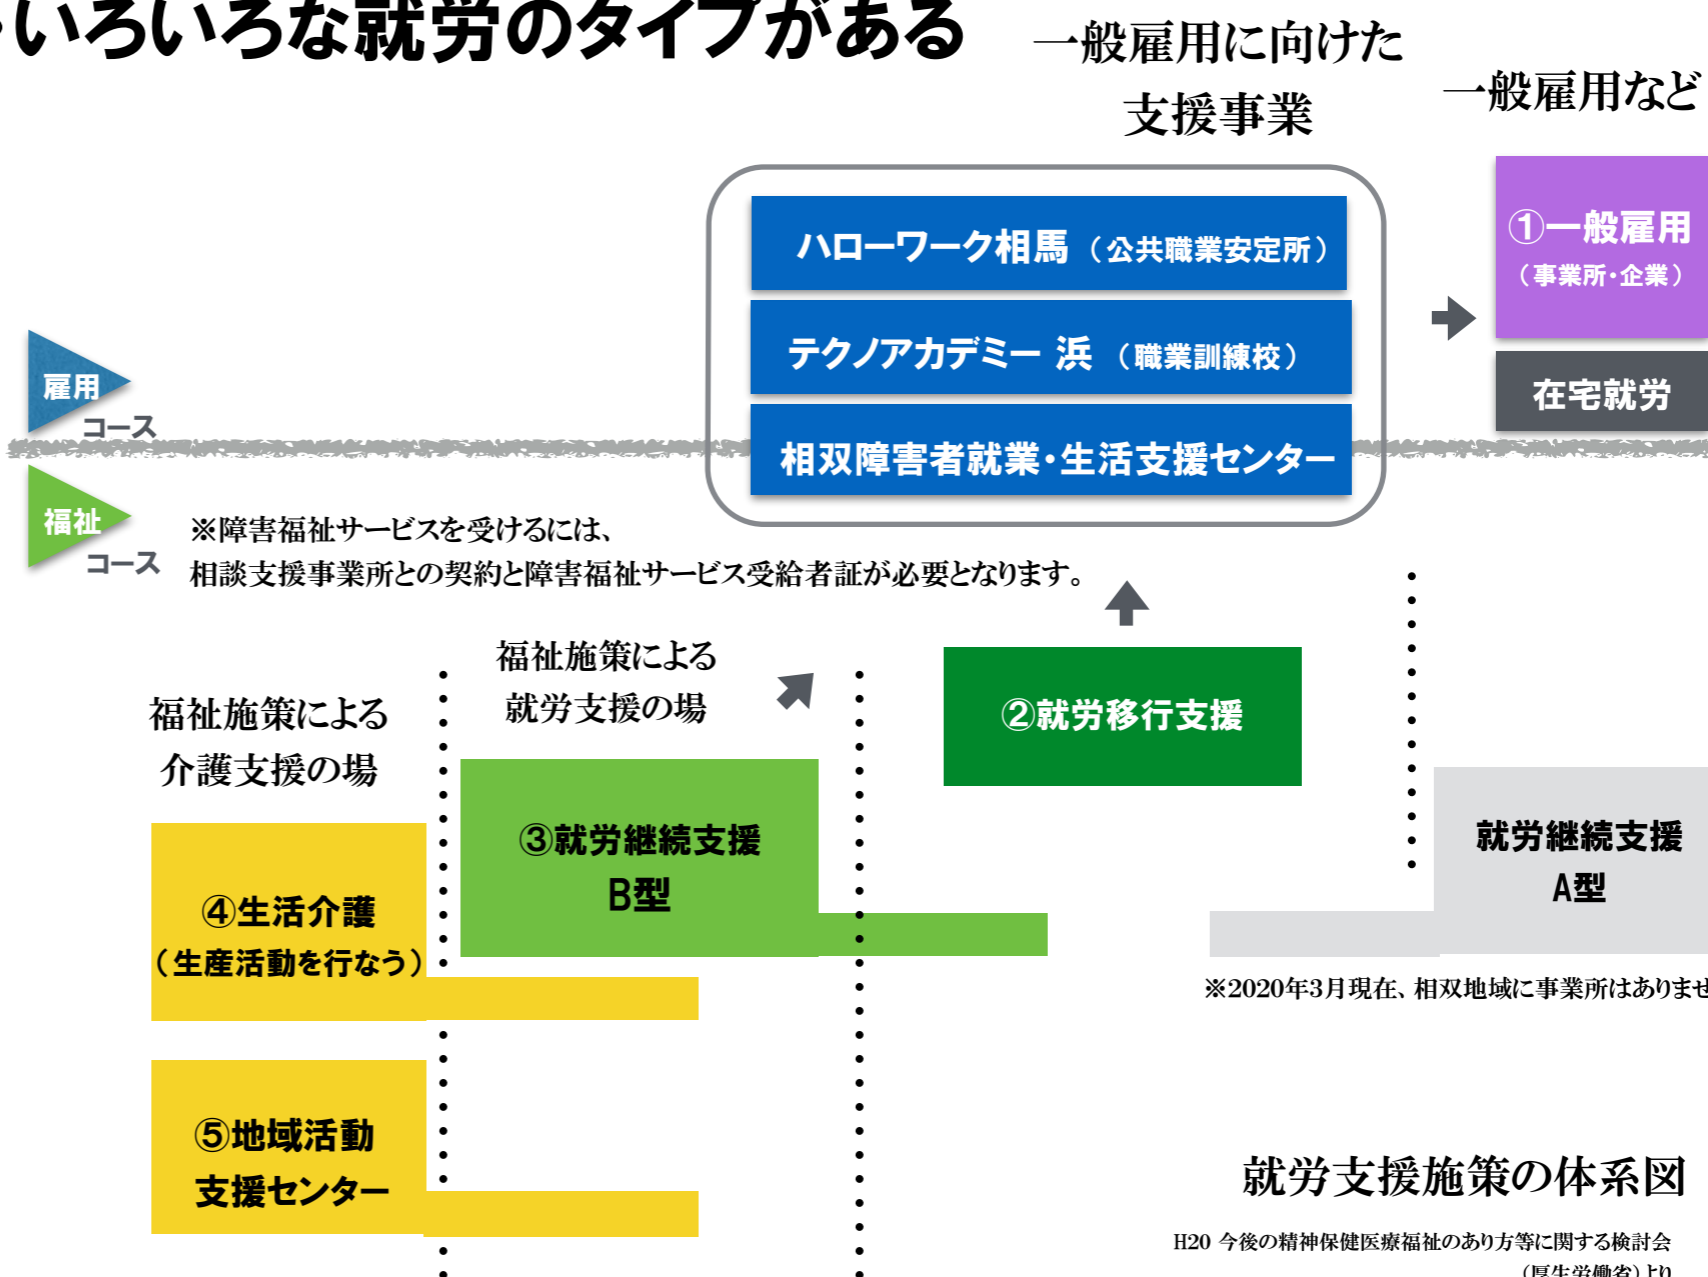 いろいろな就労のタイプがある
一般雇用に向けた
支援事業
一般雇用など
ハローワーク相馬（公共職業安定所）
テクノアカデミー 浜（職業訓練校）
相双障害者就業・生活支援センター
①一般雇用
（事業所・企業）
在宅就労
雇用
コース
福祉
コース
※障害福祉サービスを受けるには、
相談支援事業所との契約と障害福祉サービス受給者証が必要となります。
福祉施策による
介護支援の場
福祉施策による
就労支援の場
②就労移行支援
③就労継続支援
B型
④生活介護
（生産活動を行なう）
⑤地域活動
支援センター
就労継続支援
A型
※2020年3月現在、相双地域に事業所はありませ
就労支援施策の体系図
H20 今後の精神保健医療福祉のあり方等に関する検討会
（厚生労働省）より